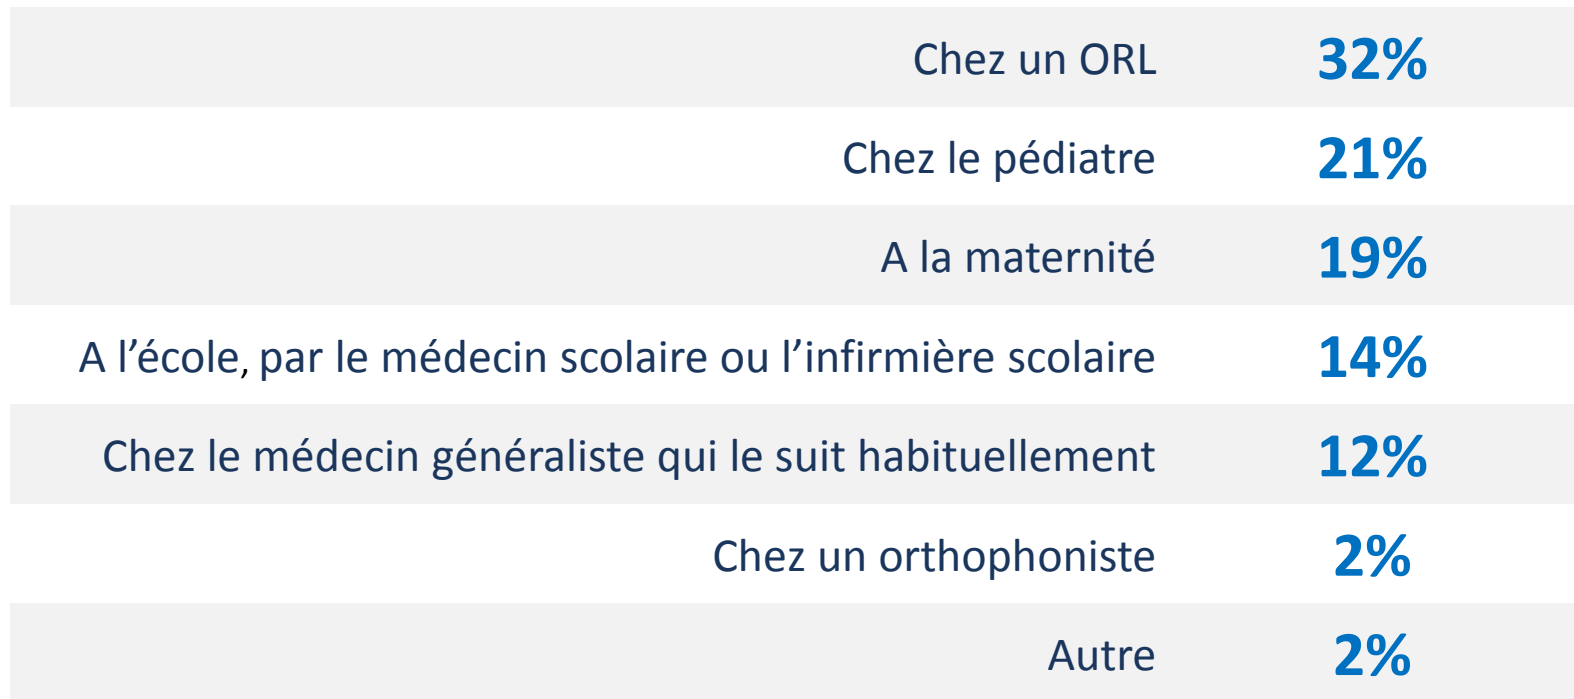 Chez un ORL 32%
Chez le pédiatre 21%
A la maternité 19%
A l’école, par le médecin scolaire ou l’infirmière scolaire 14%
Chez le médecin généraliste qui le suit habituellement 12%
Chez un orthophoniste 2%
Autre 2%